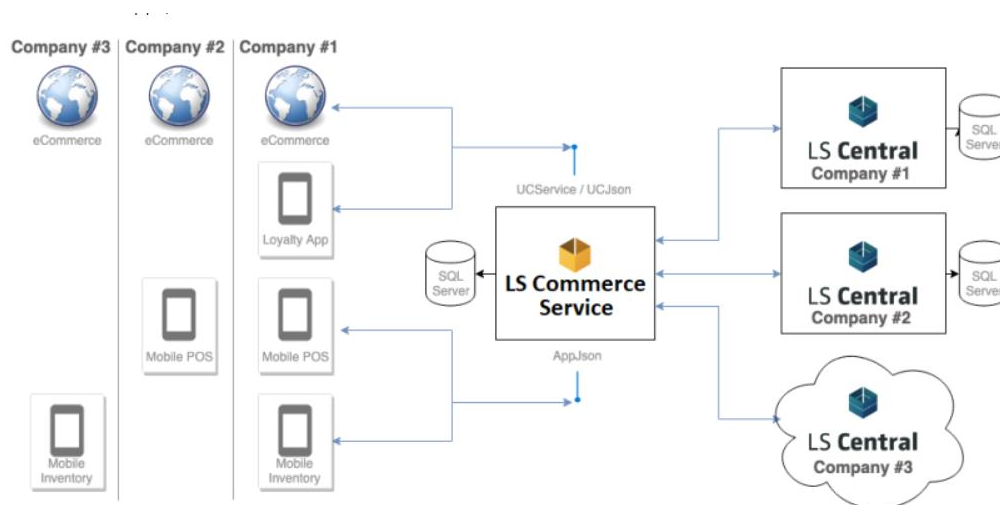 Company #3
Company #2
Company #1
eCommerce
eCommerce
eCommerce
Loyalty App
Mobile POS
Mobile POS
Mobile
Inventory
Mobile
Inventory
UCService / UCJson
SQL
Server
LS Commerce
Service
AppJson
LS Central
Company #1
SQL
Server
LS Central
Company #2
SQL
Server
LS Central
Company #3